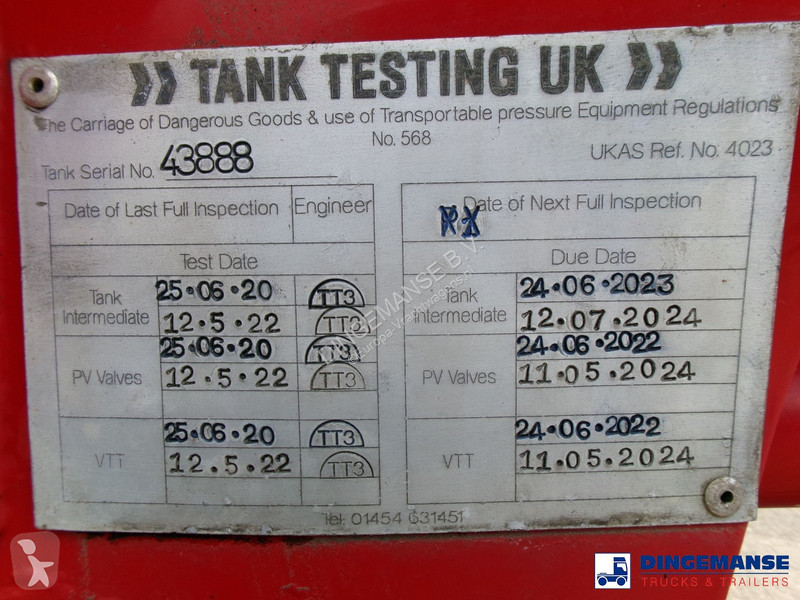 TANK TESTING UK
The Carriage of Dangerous Goods & use of Transportable pressure Equipment Regulations
No. 568
Tank Serial No. 43888
UKAS Ref. No. 4023
Date of Last Full Inspection Engineer
Date of Next Full Inspection
Test Date
Due Date
Tank Intermediate
25·06·20 TT3
12·5·22 TT3
Tank Intermediate
24·06·2023
12·07·2024
PV Valves
25·06·20 TT3
12·5·22 TT3
PV Valves
24·06·2022
11·05·2024
VTT
25·06·20 TT3
12·5·22 TT3
VTT
24·06·2022
11·05·2024
Tel: 01454 631451
DINGEMANSE B.V.
DINGEMANSE
TRUCKS & TRAILERS